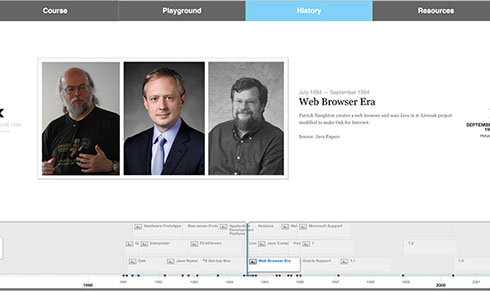 Course Playground History Resources
July 1994 — September 1994
Web Browser Era
Patrick Naughton creates a web browser and uses Java in it. Liveoak project
modified to make Oak for Internet.
Source: Java Papers
SEPTEMBER
19
Hardware Prototype
Star-seven Proto
Application
Development
Platform
HotJava
Net
Microsoft Support
G
Interpreter
FirstPerson
Java Comp
1
1.2
Oak
Java Name
TV Set-top Box
Web Browser Era
Oracle Support
1.1
1990 1991 1992 1993 1994 1995 1996 1997 1998 1999 2000 2001